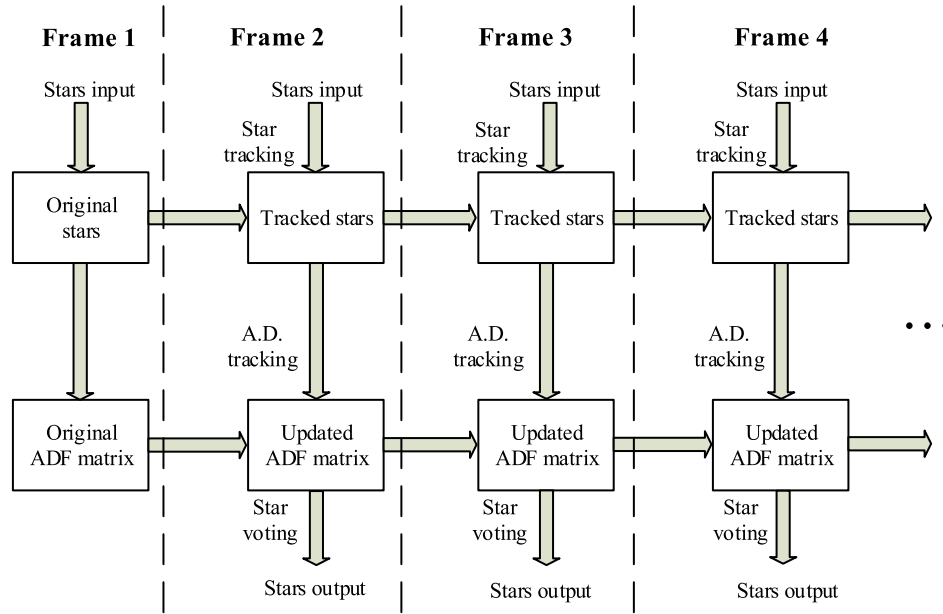 Frame 1
Frame 2
Frame 3
Frame 4
Stars input
Stars input
Stars input
Stars input
Star
tracking
Star
tracking
Star
tracking
Original
stars
Tracked stars
Tracked stars
Tracked stars
A.D.
tracking
A.D.
tracking
A.D.
tracking
...
Original
ADF matrix
Updated
ADF matrix
Updated
ADF matrix
Updated
ADF matrix
Star
voting
Star
voting
Star
voting
Stars output
Stars output
Stars output